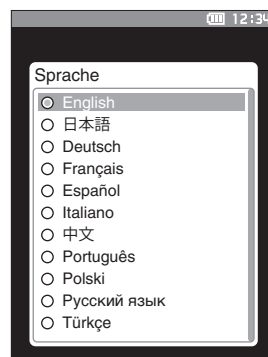 12:34
Sprache
English
日本語
Deutsch
Français
Español
Italiano
中文
Português
Polski
Русский язык
Türkçe